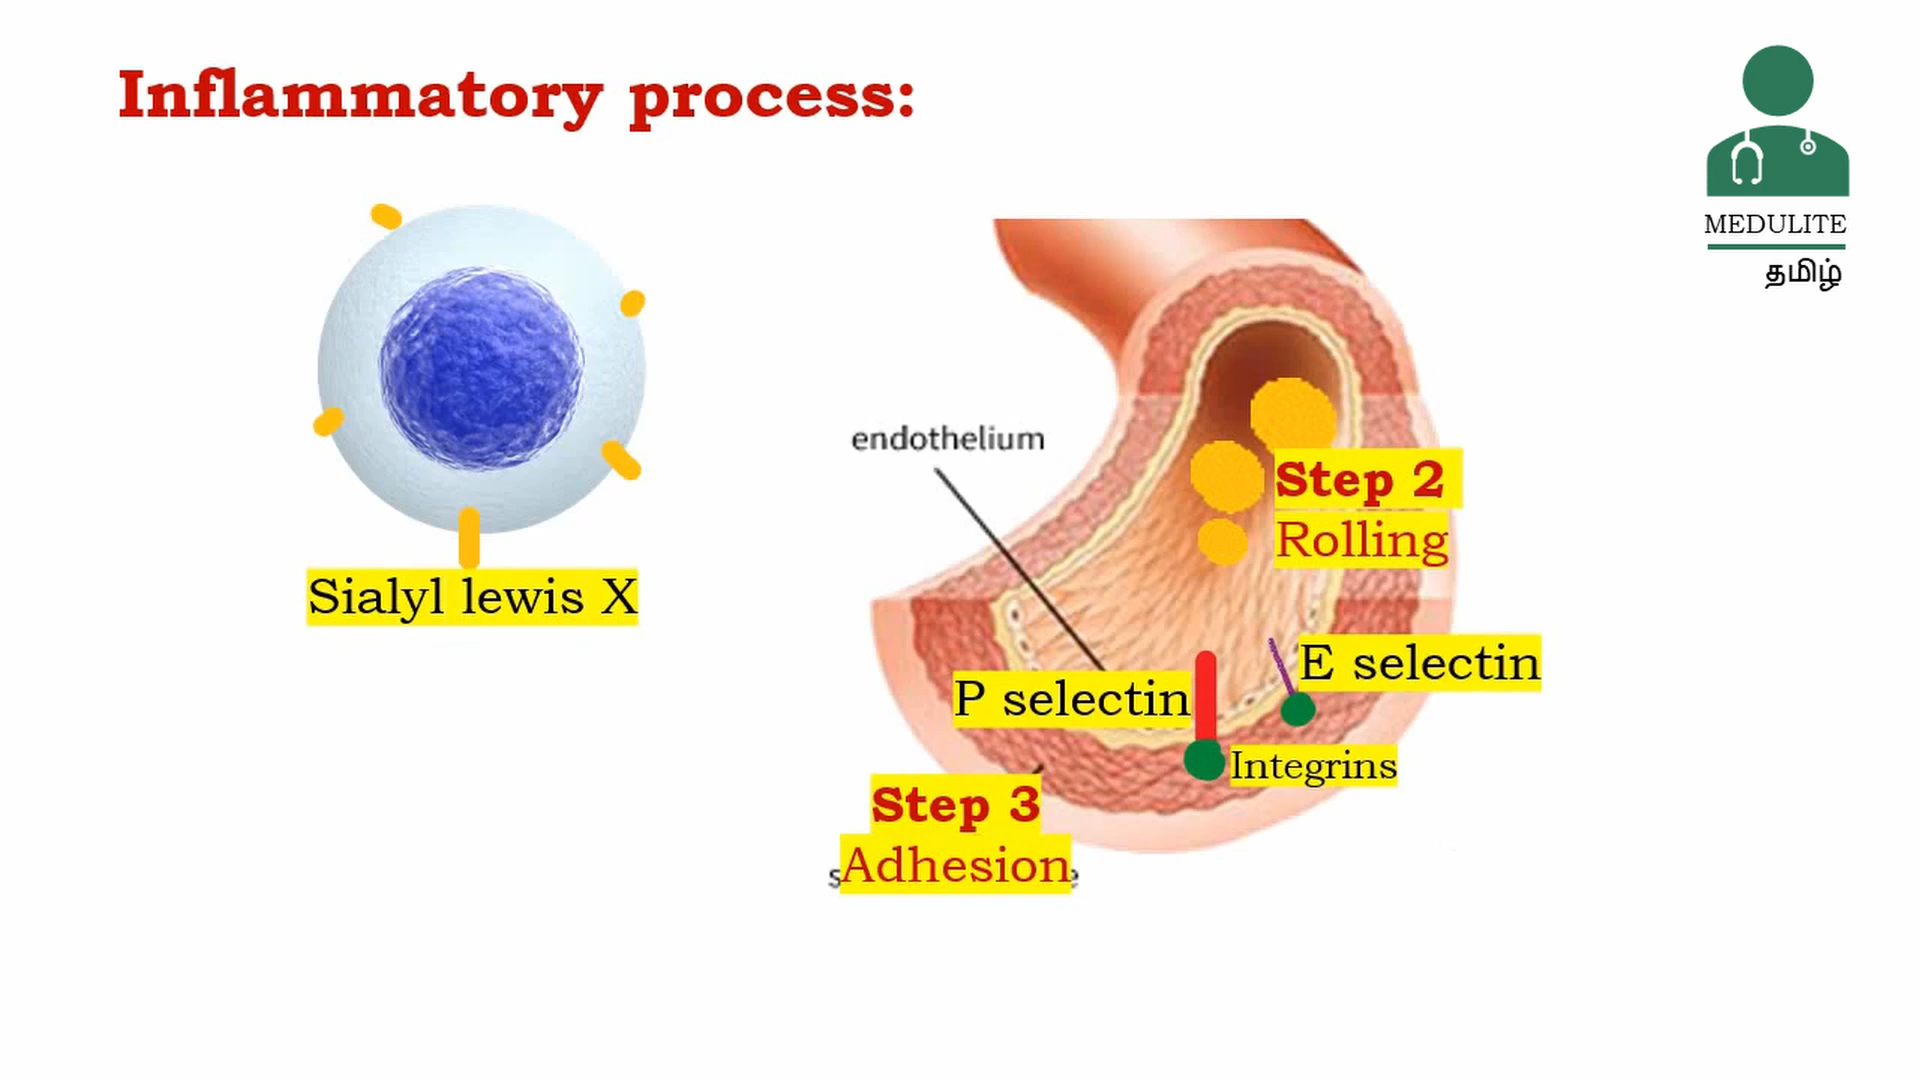 Inflammatory process:
MEDULITE
தமிழ்
endothelium
Sialyl lewis X
Step 2
Rolling
E selectin
P selectin
Integrins
Step 3
Adhesion